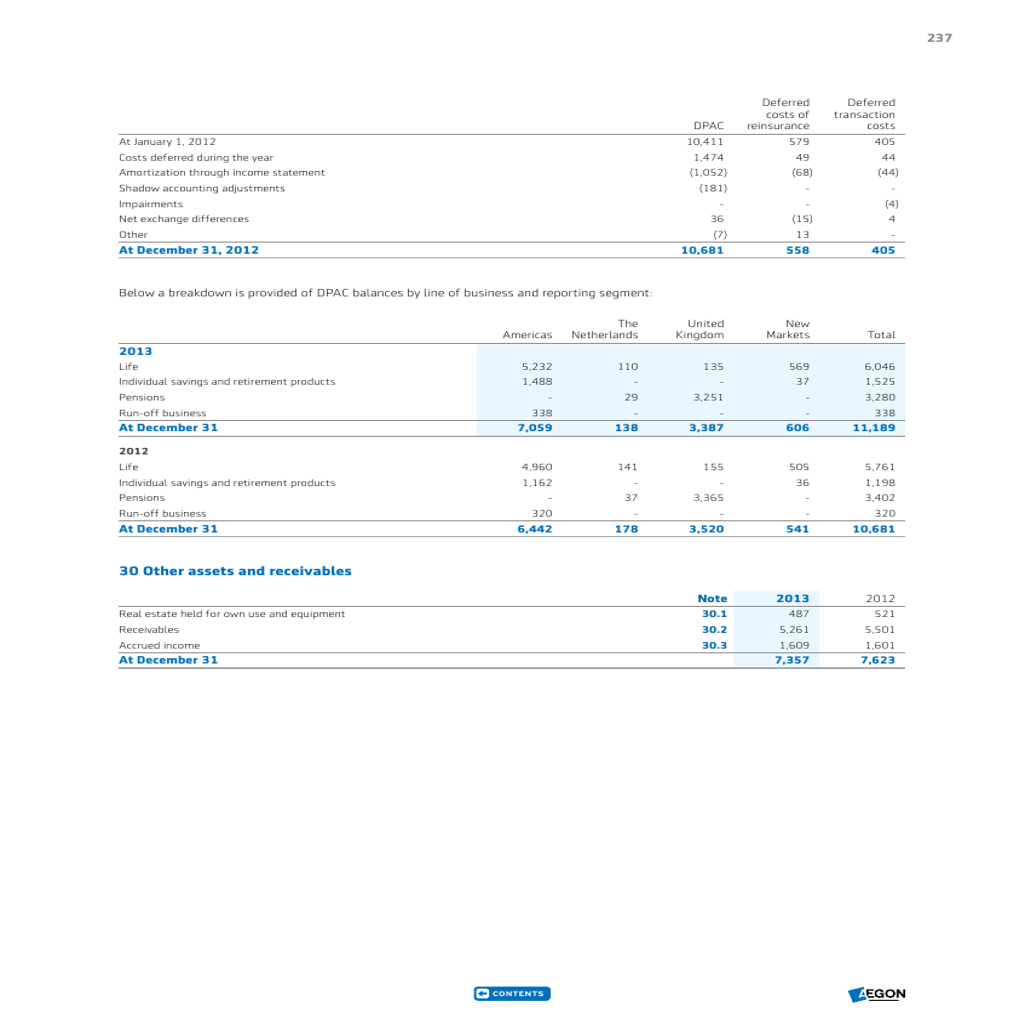 237
Deferred costs of reinsurance Deferred transaction costs
DPAC
At January 1, 2012 10,411 579 405
Costs deferred during the year 1,474 49 44
Amortization through income statement (1,052) (68) (44)
Shadow accounting adjustments (181) - -
Impairments - - (4)
Net exchange differences 36 (15) 4
Other (7) 13 -
At December 31, 2012 10,681 558 405
Below a breakdown is provided of DPAC balances by line of business and reporting segment:
Americas The Netherlands United Kingdom New Markets Total
2013
Life 5,232 110 135 569 6,046
Individual savings and retirement products 1,488 - - 37 1,525
Pensions - 29 3,251 - 3,280
Run-off business 338 - - - 338
At December 31 7,059 138 3,387 606 11,189
2012
Life 4,960 141 155 505 5,761
Individual savings and retirement products 1,162 - - 36 1,198
Pensions - 37 3,365 - 3,402
Run-off business 320 - - - 320
At December 31 6,442 178 3,520 541 10,681
30 Other assets and receivables
Note 2013 2012
Real estate held for own use and equipment 30.1 487 521
Receivables 30.2 5,261 5,501
Accrued income 30.3 1,609 1,601
At December 31 7,357 7,623
CONTENTS
AEGON